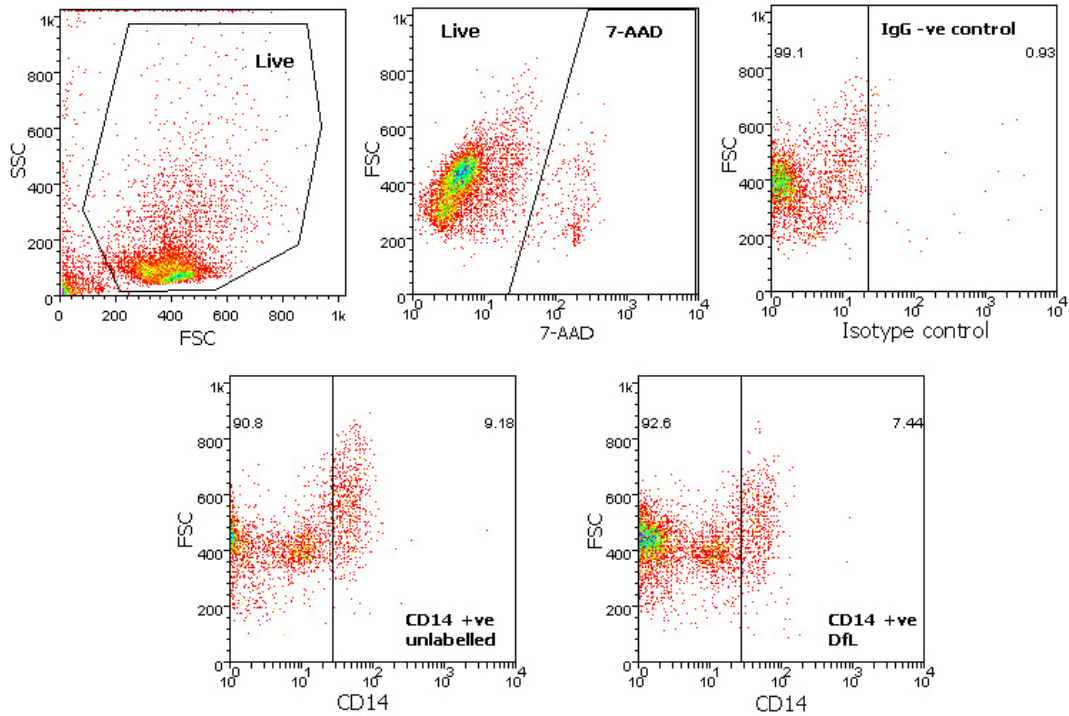 1k
800
600
400
200
0
SSC
Live
0 200 400 600 800 1k
FSC
1k
800
600
400
200
0
FSC
Live
7-AAD
10⁰ 10¹ 10² 10³ 10⁴
7-AAD
1k
800
600
400
200
0
FSC
IgG -ve control
99.1 0.93
10⁰ 10¹ 10² 10³ 10⁴
Isotype control
1k
800
600
400
200
0
FSC
90.8 9.18
CD14 +ve
unlabelled
10⁰ 10¹ 10² 10³ 10⁴
CD14
1k
800
600
400
200
0
FSC
92.6 7.44
CD14 +ve
DfL
10⁰ 10¹ 10² 10³ 10⁴
CD14